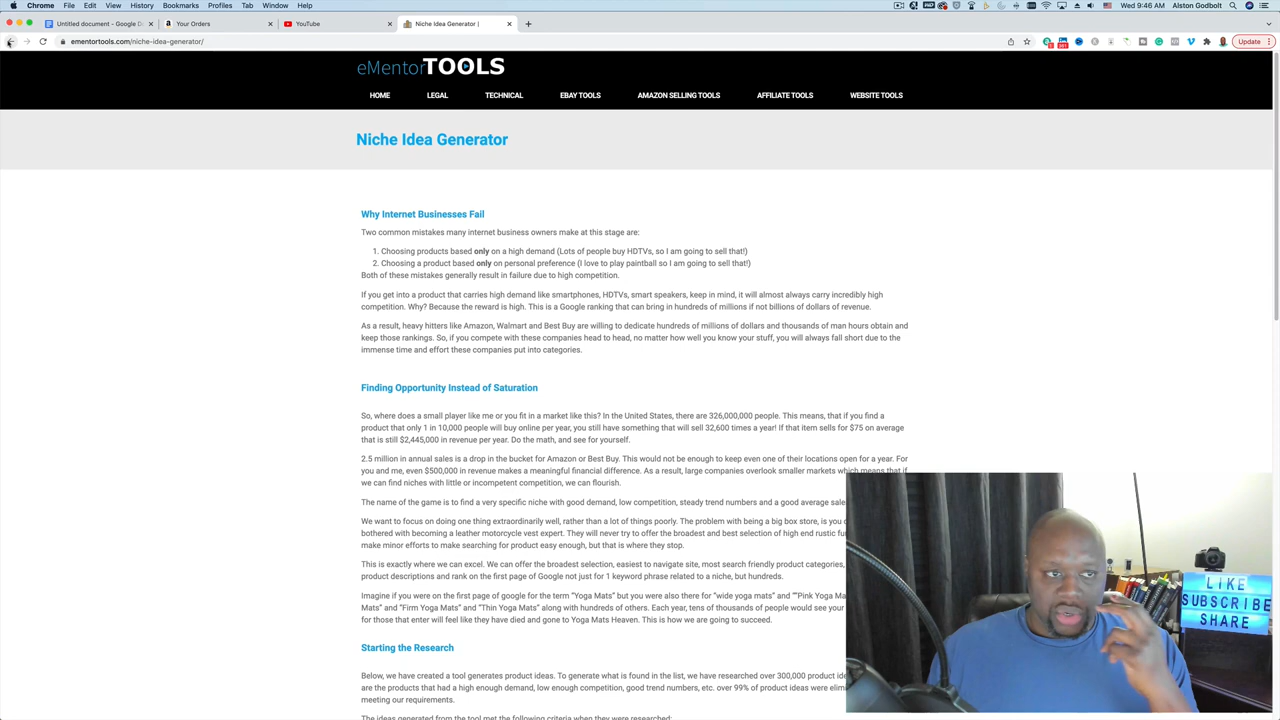 Chrome File Edit View History Bookmarks Profiles Tab Window Help Wed 9:46 AM Alston Godbolt
Untitled document - Google D Your Orders YouTube Niche Idea Generator |
ementortools.com/niche-idea-generator/ Update
eMentorTOOLS
HOME LEGAL TECHNICAL EBAY TOOLS AMAZON SELLING TOOLS AFFILIATE TOOLS WEBSITE TOOLS
Niche Idea Generator
Why Internet Businesses Fail
Two common mistakes many internet business owners make at this stage are:
1. Choosing products based only on a high demand (Lots of people buy HDTVs, so I am going to sell that!)
2. Choosing a product based only on personal preference (I love to play paintball so I am going to sell that!)
Both of these mistakes generally result in failure due to high competition.
If you get into a product that carries high demand like smartphones, HDTVs, smart speakers, keep in mind, it will almost always carry incredibly high
competition. Why? Because the reward is high. This is a Google ranking that can bring in hundreds of millions if not billions of dollars of revenue.
As a result, heavy hitters like Amazon, Walmart and Best Buy are willing to dedicate hundreds of millions of dollars and thousands of man hours obtain and
keep those rankings. So, if you compete with these companies head to head, no matter how well you know your stuff, you will always fall short due to the
immense time and effort these companies put into categories.
Finding Opportunity Instead of Saturation
So, where does a small player like me or you fit in a market like this? In the United States, there are 326,000,000 people. This means, that if you find a
product that only 1 in 10,000 people will buy online per year, you still have something that will sell 32,600 times a year! If that item sells for $75 on average
that is still $2,445,000 in revenue per year. Do the math, and see for yourself.
2.5 million in annual sales is a drop in the bucket for Amazon or Best Buy. This would not be enough to keep even one of their locations open for a year. For
you and me, even $500,000 in revenue makes a meaningful financial difference. As a result, large companies overlook smaller markets which means that if
we can find niches with little or incompetent competition, we can flourish.
The name of the game is to find a very specific niche with good demand, low competition, steady trend numbers and a good average sale
We want to focus on doing one thing extraordinarily well, rather than a lot of things poorly. The problem with being a big box store, is you
bothered with becoming a leather motorcycle vest expert. They will never try to offer the broadest and best selection of high end rustic
make minor efforts to make searching for product easy enough, but that is where they stop.
This is exactly where we can excel. We can offer the broadest selection, easiest to navigate site, most search friendly product categories,
product descriptions and rank on the first page of Google not just for 1 keyword phrase related to a niche, but hundreds.
Imagine if you were on the first page of google for the term “Yoga Mats” but you were also there for “wide yoga mats” and ““Pink Yoga
Mats” and “Firm Yoga Mats” and “Thin Yoga Mats” along with hundreds of others. Each year, tens of thousands of people would see your
for those that enter will feel like they have died and gone to Yoga Mats Heaven. This is how we are going to succeed.
Starting the Research
Below, we have created a tool generates product ideas. To generate what is found in the list, we have researched over 300,000 product
are the products that had a high enough demand, low enough competition, good trend numbers, etc. over 99% of product ideas were
meeting our requirements.
The ideas generated from the tool met the following criteria when they were researched:
LIKE
SUBSCRIBE
SHARE